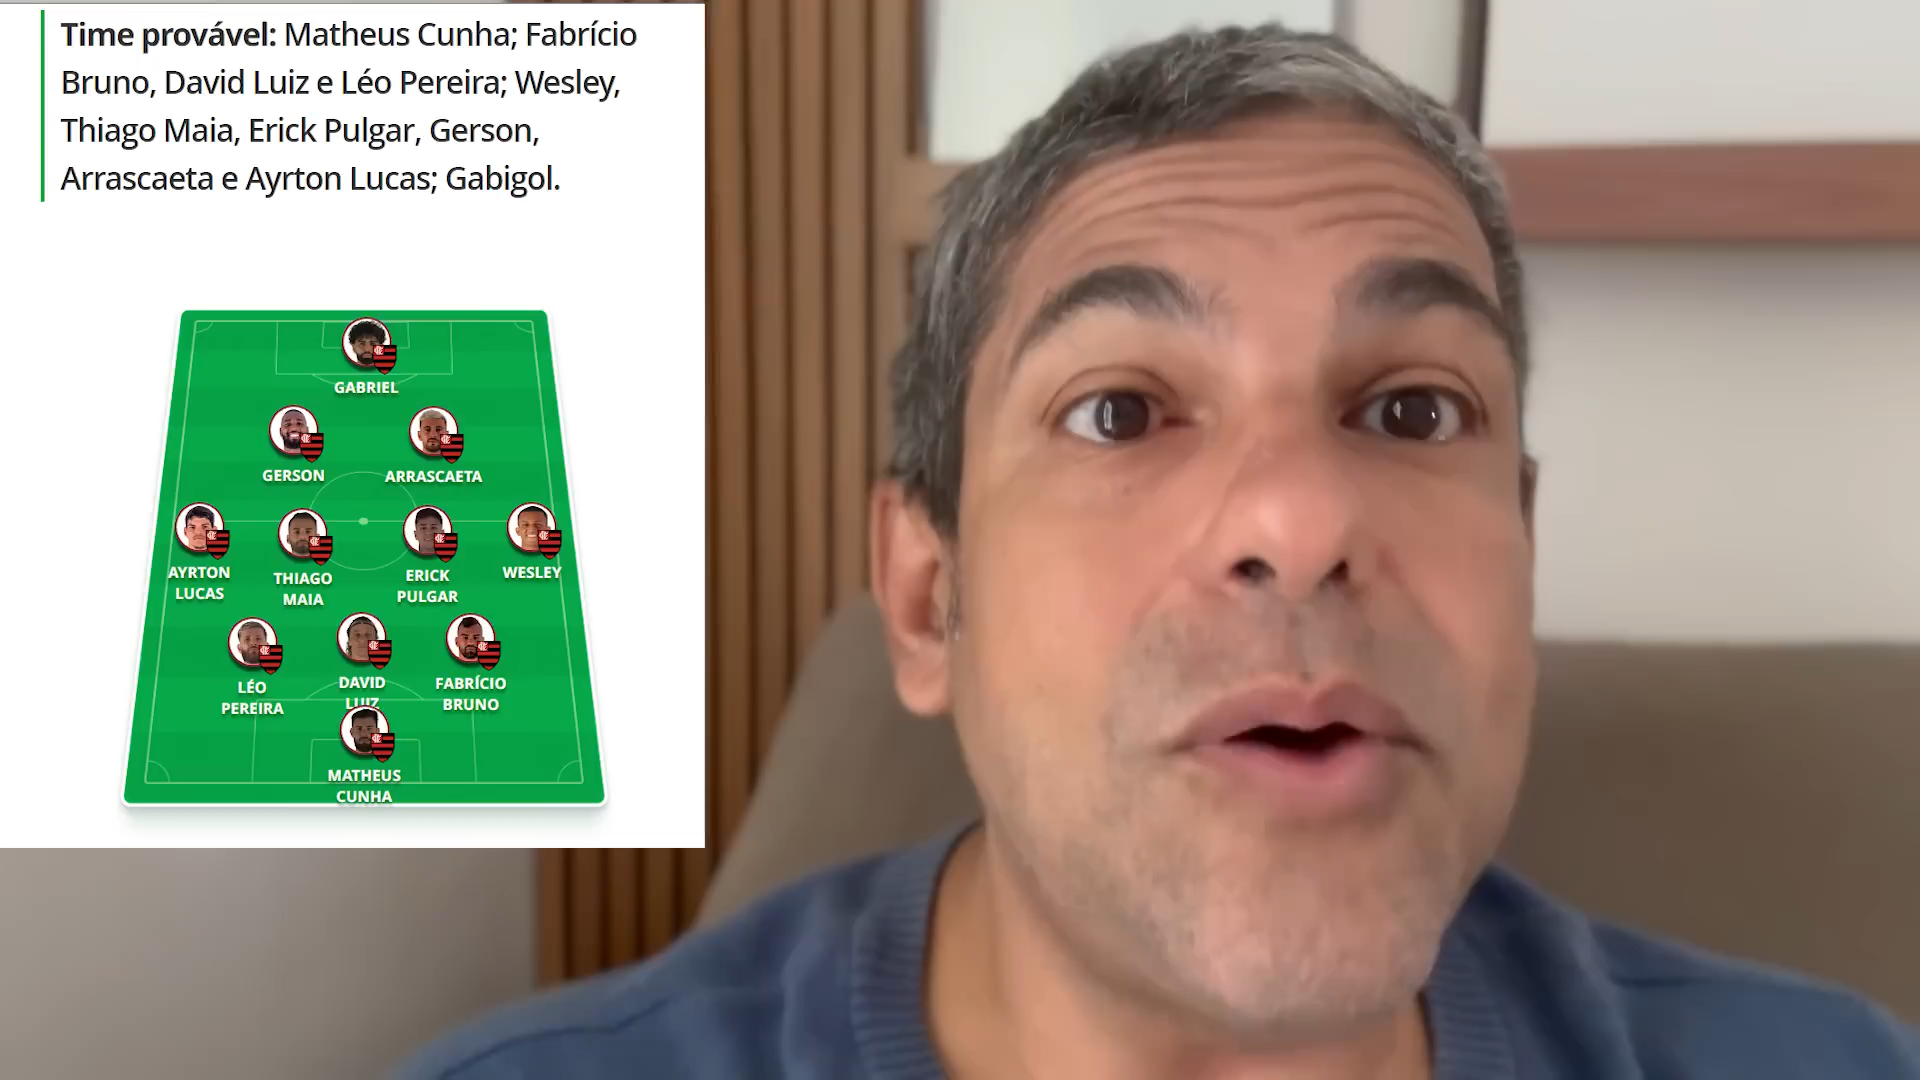 Time provável: Matheus Cunha; Fabrício
Bruno, David Luiz e Léo Pereira; Wesley,
Thiago Maia, Erick Pulgar, Gerson,
Arrascaeta e Ayrton Lucas; Gabigol.
GABRIEL
GERSON
ARRASCAETA
AYRTON
LUCAS
THIAGO
MAIA
ERICK
PULGAR
WESLEY
LÉO
PEREIRA
DAVID
LUIZ
FABRÍCIO
BRUNO
MATHEUS
CUNHA